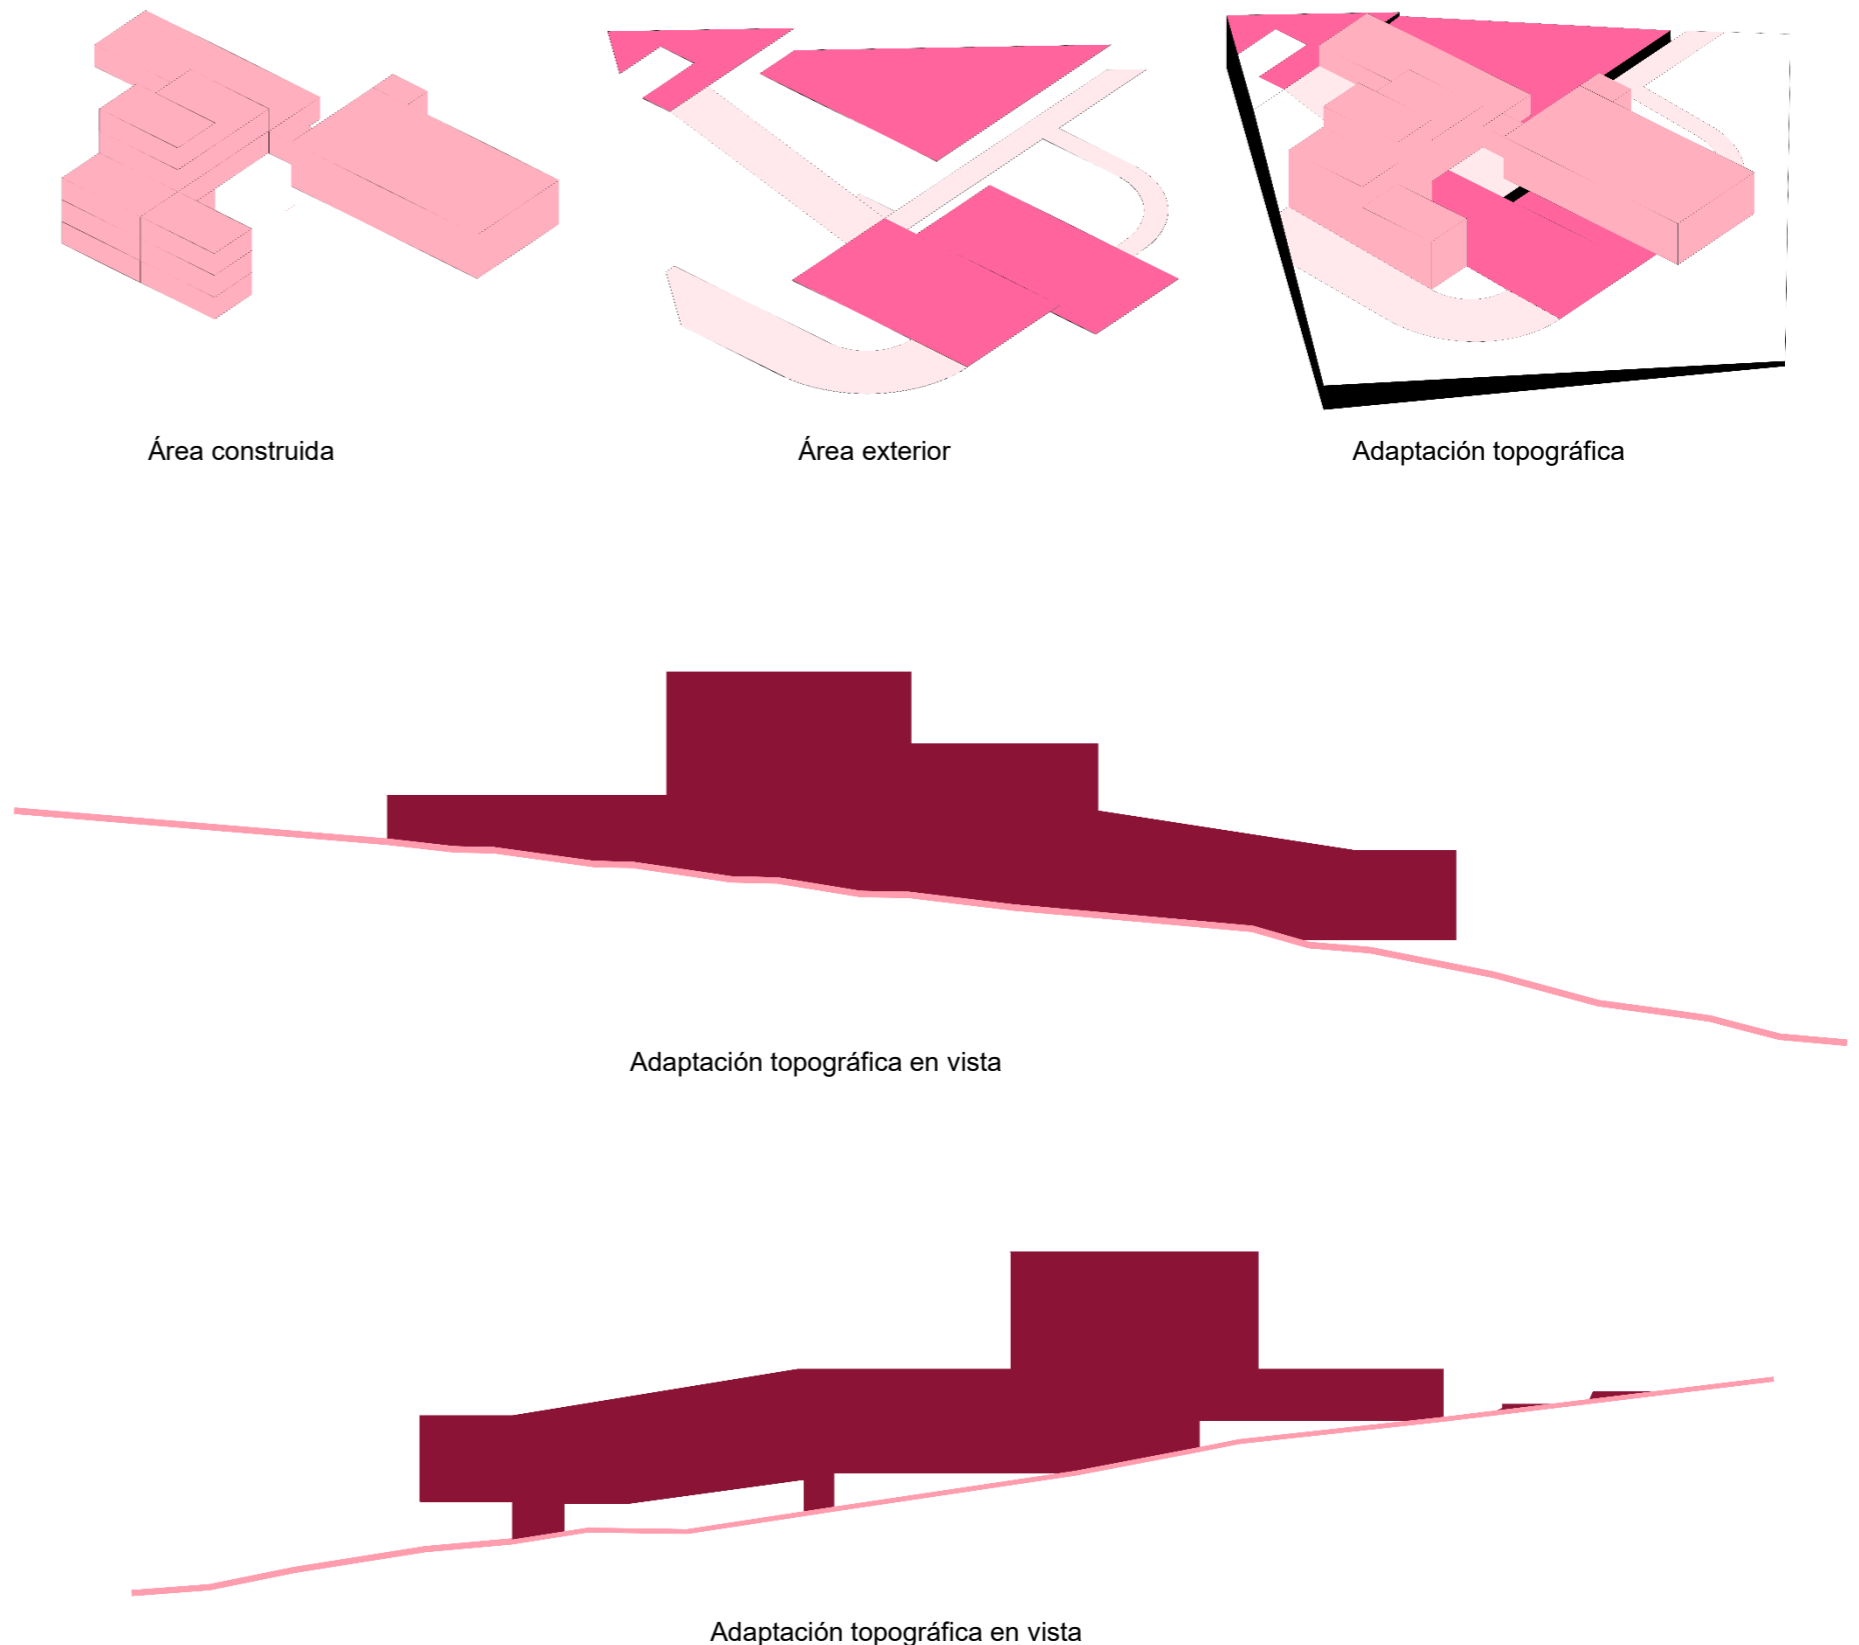 Área construida
Área exterior
Adaptación topográfica
Adaptación topográfica en vista
Adaptación topográfica en vista